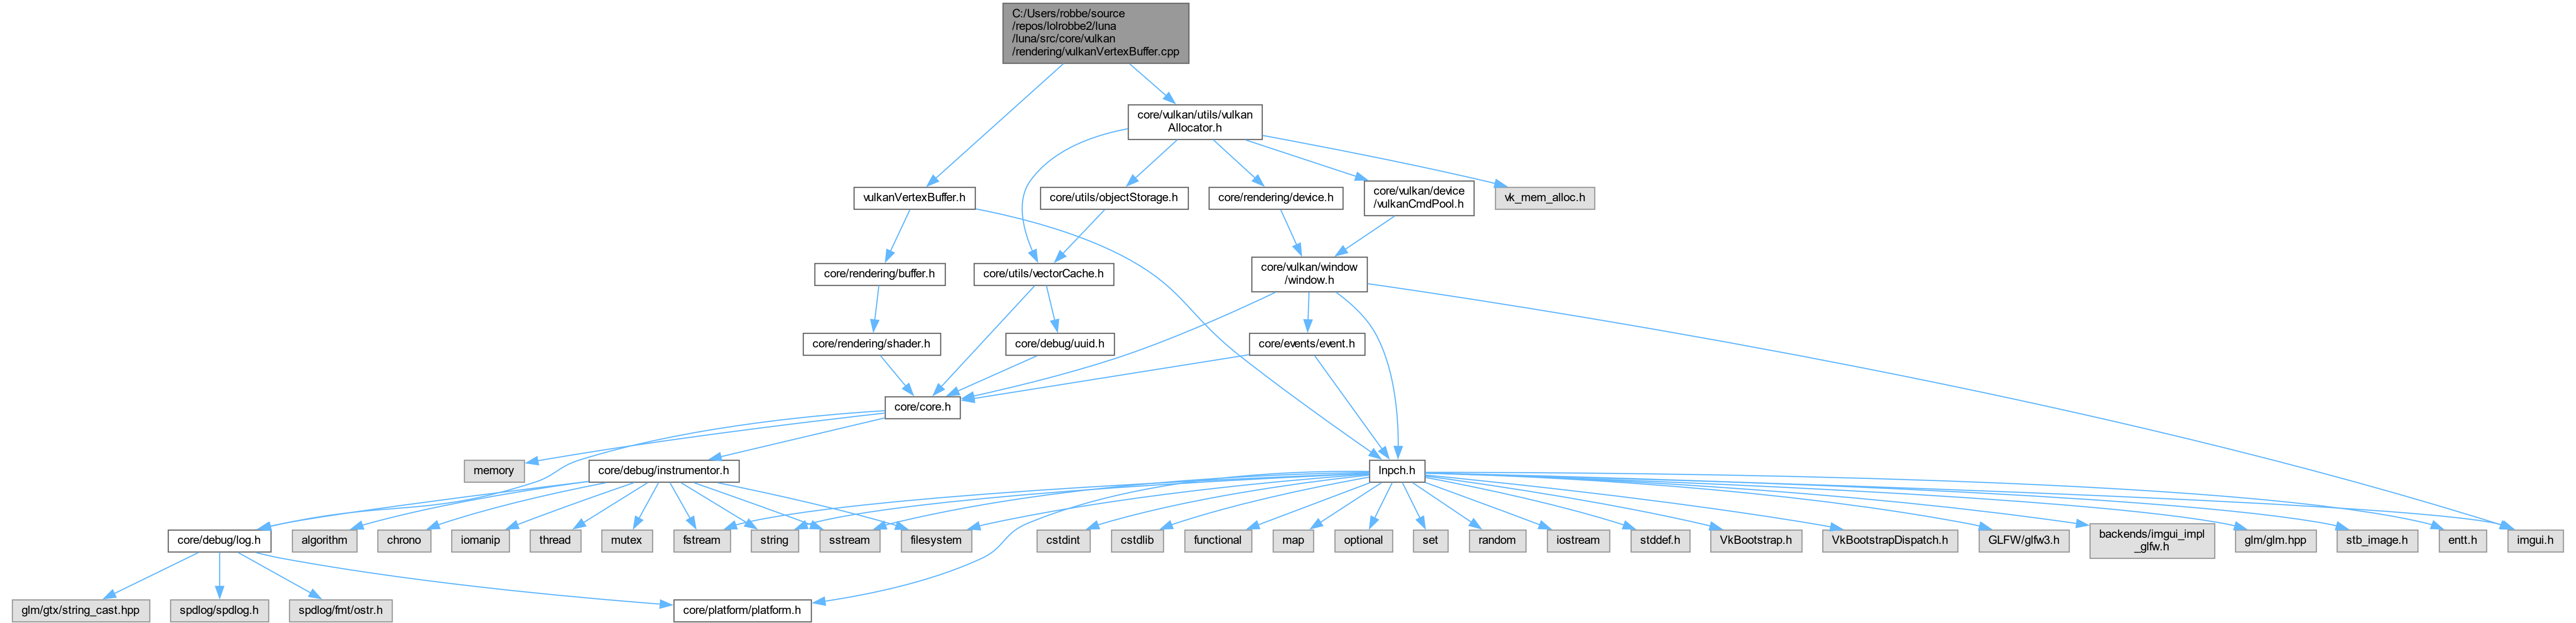 C:/Users/robbe/source
/repos/lolrobbe2/luna
/luna/src/core/vulkan
/rendering/vulkanVertexBuffer.cpp
core/vulkan/utils/vulkan
Allocator.h
vulkanVertexBuffer.h
core/utils/objectStorage.h
core/rendering/device.h
core/vulkan/device
/vulkanCmdPool.h
vk_mem_alloc.h
core/rendering/buffer.h
core/utils/vectorCache.h
core/vulkan/window
/window.h
core/rendering/shader.h
core/debug/uuid.h
core/events/event.h
core/core.h
memory
core/debug/instrumentor.h
lnpch.h
core/debug/log.h
algorithm
chrono
iomanip
thread
mutex
fstream
string
sstream
filesystem
cstdint
cstdlib
functional
map
optional
set
random
iostream
stddef.h
VkBootstrap.h
VkBootstrapDispatch.h
GLFW/glfw3.h
backends/imgui_impl
_glfw.h
glm/glm.hpp
stb_image.h
entt.h
imgui.h
glm/gtx/string_cast.hpp
spdlog/spdlog.h
spdlog/fmt/ostr.h
core/platform/platform.h